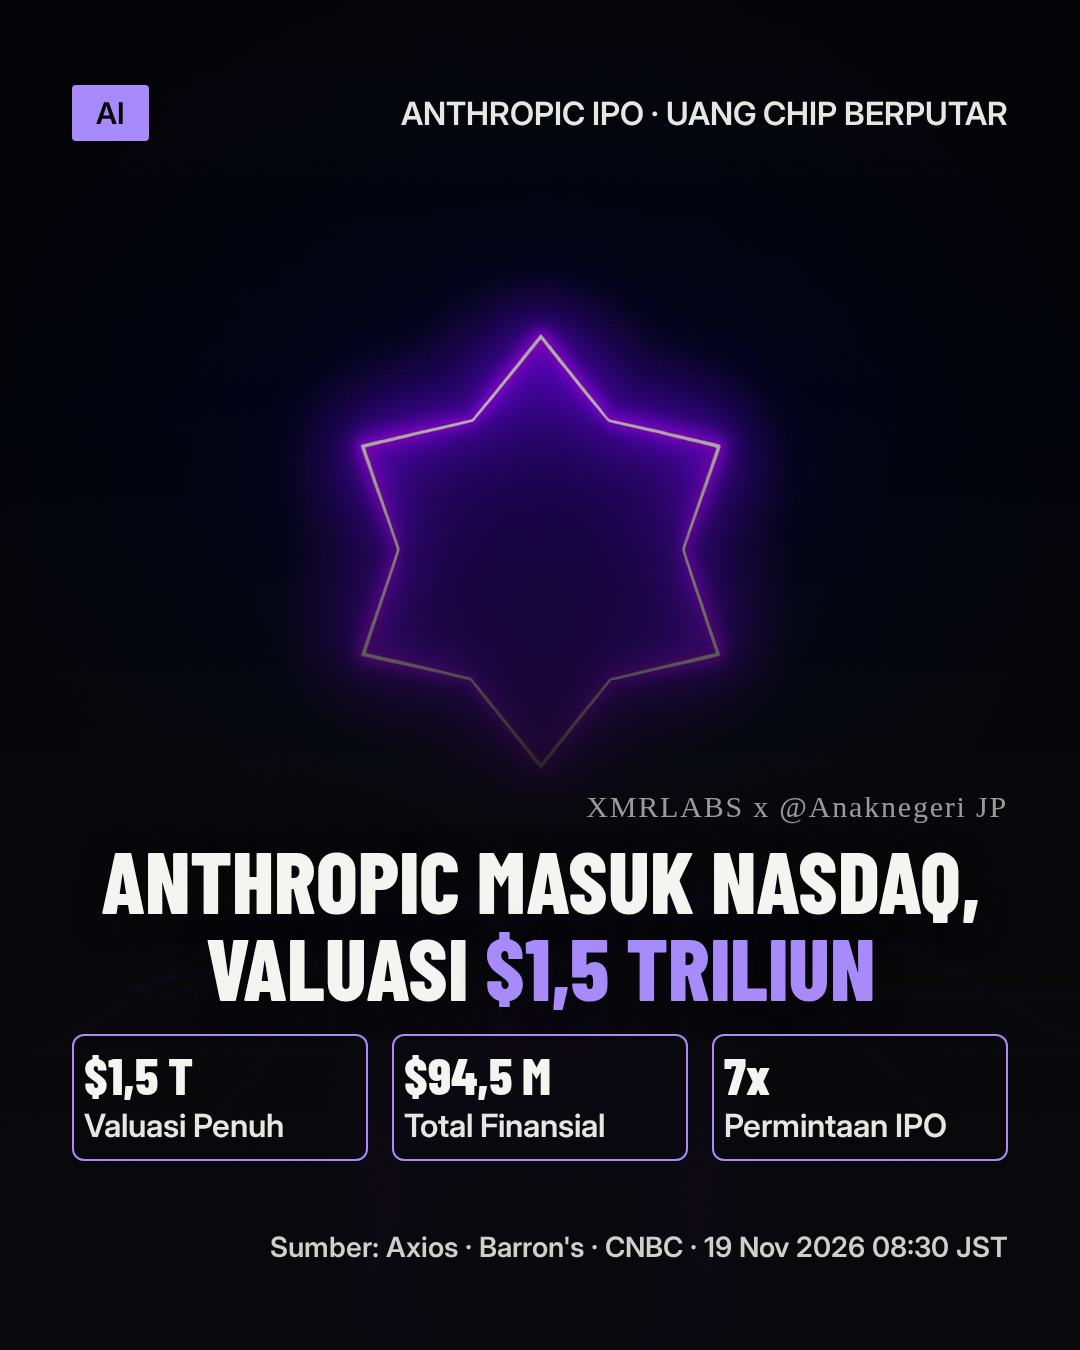 AI
ANTHROPIC IPO · UANG CHIP BERPUTAR
XMRLABS x @Anaknegeri JP
ANTHROPIC MASUK NASDAQ,
VALUASI $1,5 TRILIUN
$1,5 T
Valuasi Penuh
$94,5 M
Total Finansial
7x
Permintaan IPO
Sumber: Axios · Barron's · CNBC · 19 Nov 2026 08:30 JST